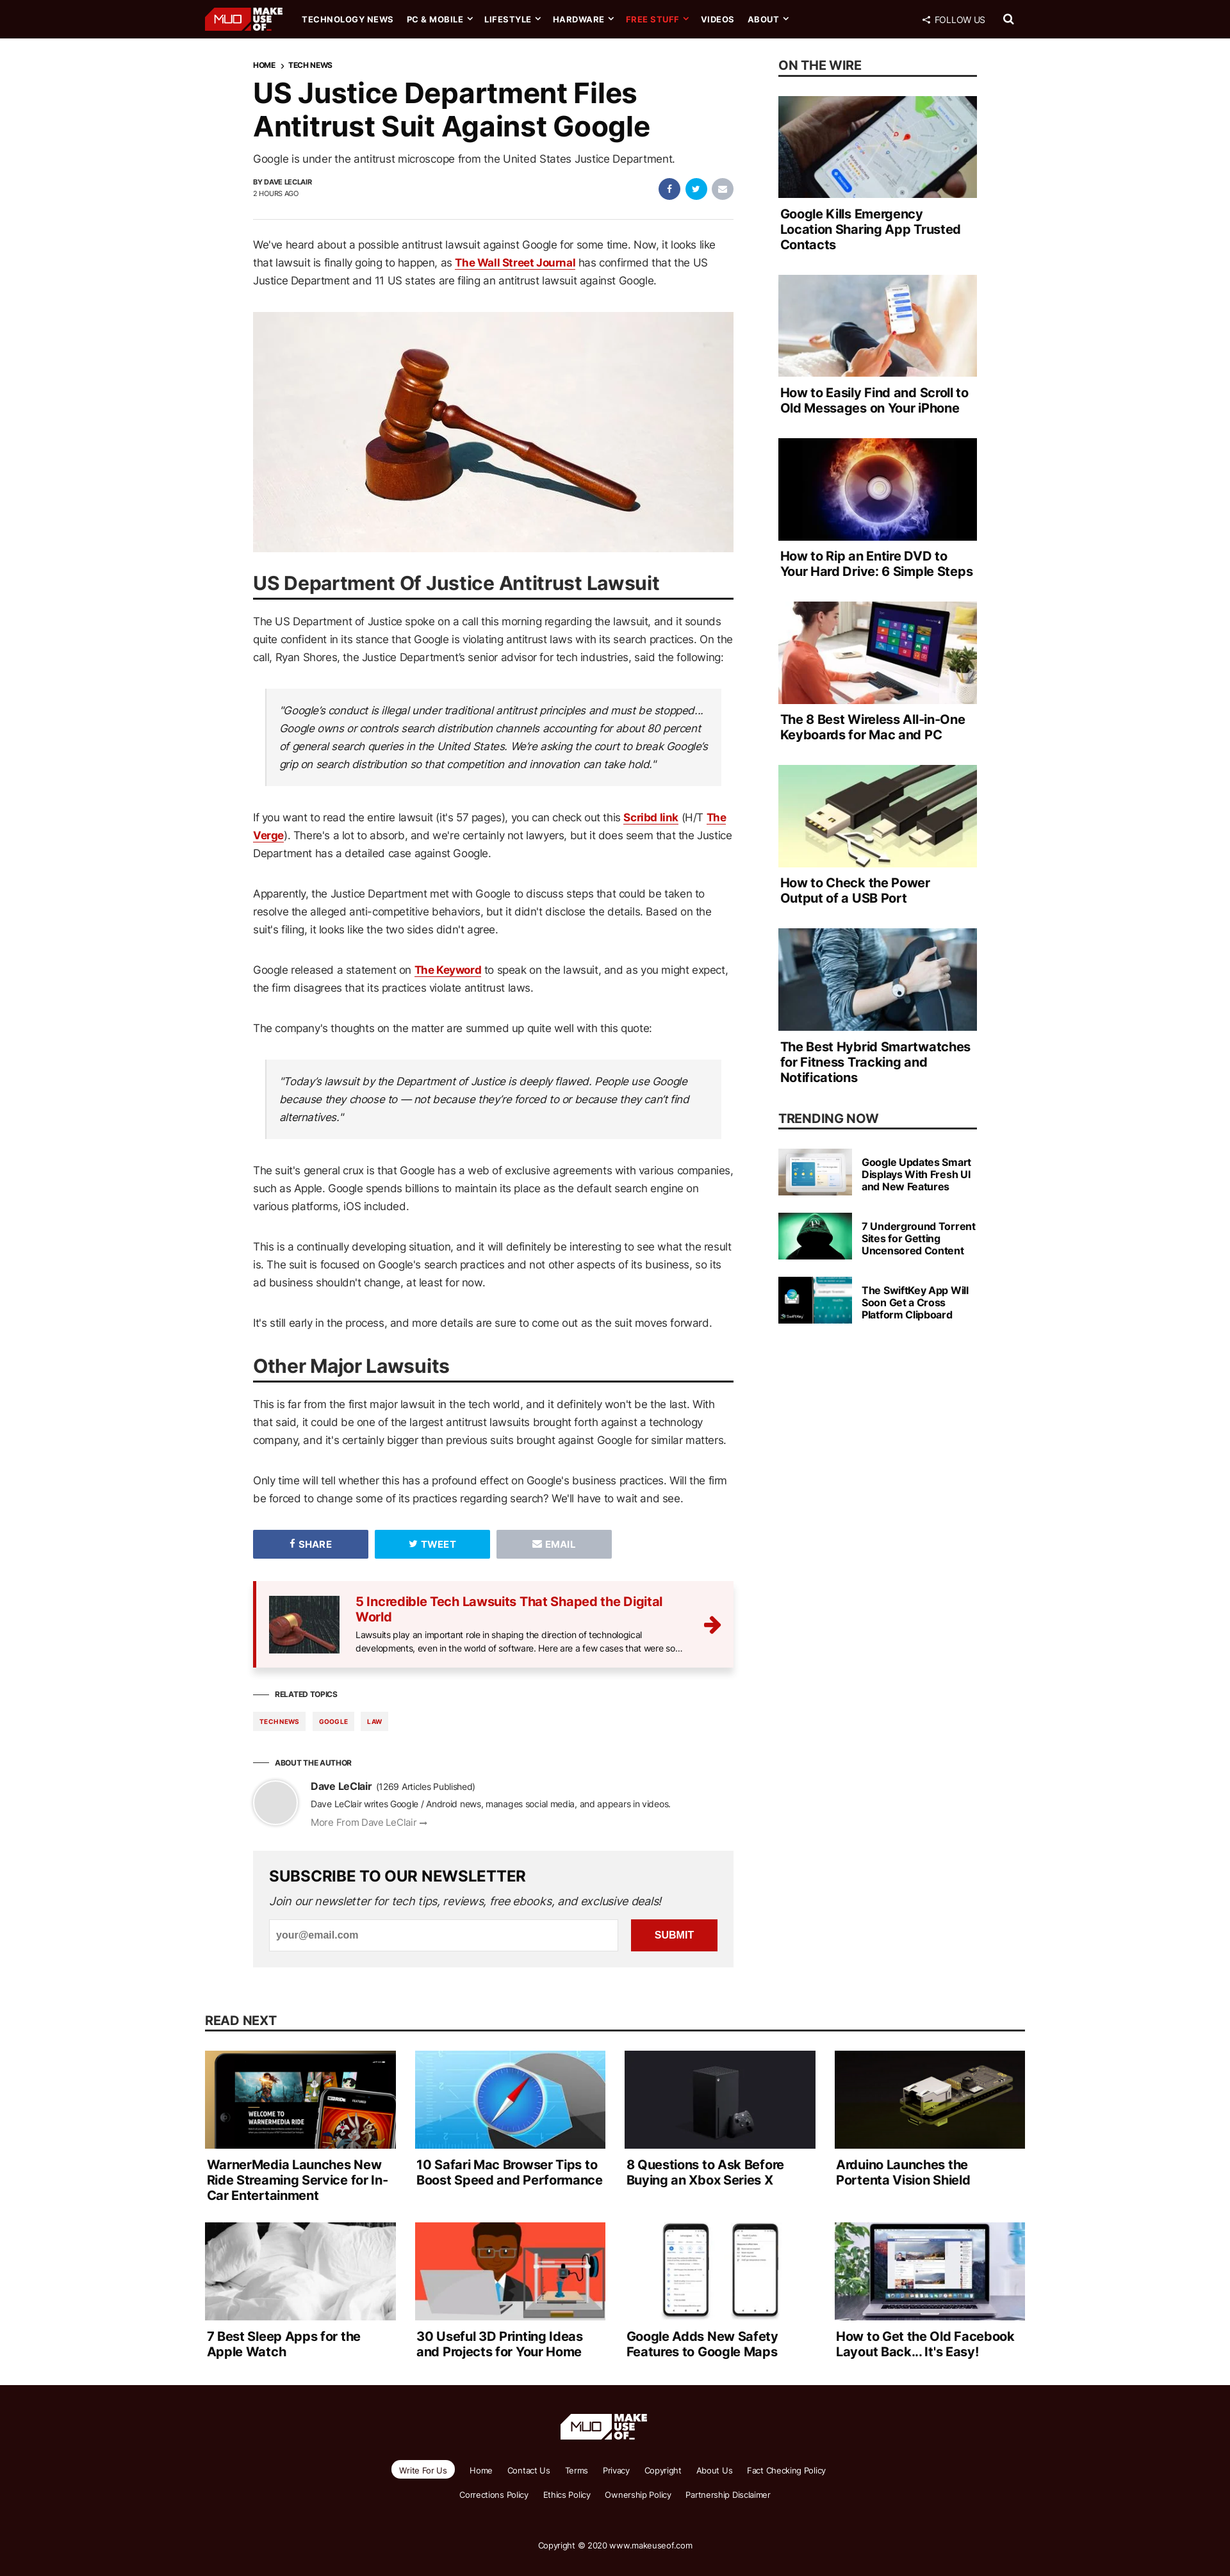 MUO MAKE USE OF_
TECHNOLOGY NEWS PC & MOBILE LIFESTYLE HARDWARE FREE STUFF VIDEOS ABOUT FOLLOW US
HOME > TECH NEWS
US Justice Department Files
Antitrust Suit Against Google
Google is under the antitrust microscope from the United States Justice Department.
BY DAVE LECLAIR
2 HOURS AGO
We've heard about a possible antitrust lawsuit against Google for some time. Now, it looks like
that lawsuit is finally going to happen, as The Wall Street Journal has confirmed that the US
Justice Department and 11 US states are filing an antitrust lawsuit against Google.
US Department Of Justice Antitrust Lawsuit
The US Department of Justice spoke on a call this morning regarding the lawsuit, and it sounds
quite confident in its stance that Google is violating antitrust laws with its search practices. On the
call, Ryan Shores, the Justice Department's senior advisor for tech industries, said the following:
"Google's conduct is illegal under traditional antitrust principles and must be stopped...
Google owns or controls search distribution channels accounting for about 80 percent
of general search queries in the United States. We're asking the court to break Google's
grip on search distribution so that competition and innovation can take hold."
If you want to read the entire lawsuit (it's 57 pages), you can check out this Scribd link (H/T The
Verge). There's a lot to absorb, and we're certainly not lawyers, but it does seem that the Justice
Department has a detailed case against Google.
Apparently, the Justice Department met with Google to discuss steps that could be taken to
resolve the alleged anti-competitive behaviors, but it didn't disclose the details. Based on the
suit's filing, it looks like the two sides didn't agree.
Google released a statement on The Keyword to speak on the lawsuit, and as you might expect,
the firm disagrees that its practices violate antitrust laws.
The company's thoughts on the matter are summed up quite well with this quote:
"Today's lawsuit by the Department of Justice is deeply flawed. People use Google
because they choose to — not because they're forced to or because they can't find
alternatives."
The suit's general crux is that Google has a web of exclusive agreements with various companies,
such as Apple. Google spends billions to maintain its place as the default search engine on
various platforms, iOS included.
This is a continually developing situation, and it will definitely be interesting to see what the result
is. The suit is focused on Google's search practices and not other aspects of its business, so its
ad business shouldn't change, at least for now.
It's still early in the process, and more details are sure to come out as the suit moves forward.
Other Major Lawsuits
This is far from the first major lawsuit in the tech world, and it definitely won't be the last. With
that said, it could be one of the largest antitrust lawsuits brought forth against a technology
company, and it's certainly bigger than previous suits brought against Google for similar matters.
Only time will tell whether this has a profound effect on Google's business practices. Will the firm
be forced to change some of its practices regarding search? We'll have to wait and see.
SHARE TWEET EMAIL
5 Incredible Tech Lawsuits That Shaped the Digital
World
Lawsuits play an important role in shaping the direction of technological
developments, even in the world of software. Here are a few cases that were so...
RELATED TOPICS
TECH NEWS GOOGLE LAW
ABOUT THE AUTHOR
Dave LeClair (1269 Articles Published)
Dave LeClair writes Google / Android news, manages social media, and appears in videos.
More From Dave LeClair →
SUBSCRIBE TO OUR NEWSLETTER
Join our newsletter for tech tips, reviews, free ebooks, and exclusive deals!
your@email.com SUBMIT
ON THE WIRE
Google Kills Emergency
Location Sharing App Trusted
Contacts
How to Easily Find and Scroll to
Old Messages on Your iPhone
How to Rip an Entire DVD to
Your Hard Drive: 6 Simple Steps
The 8 Best Wireless All-in-One
Keyboards for Mac and PC
How to Check the Power
Output of a USB Port
The Best Hybrid Smartwatches
for Fitness Tracking and
Notifications
TRENDING NOW
Google Updates Smart
Displays With Fresh UI
and New Features
7 Underground Torrent
Sites for Getting
Uncensored Content
The SwiftKey App Will
Soon Get a Cross
Platform Clipboard
READ NEXT
WELCOME TO
WARNERMEDIA RIDE
WarnerMedia Launches New
Ride Streaming Service for In-
Car Entertainment
10 Safari Mac Browser Tips to
Boost Speed and Performance
8 Questions to Ask Before
Buying an Xbox Series X
Arduino Launches the
Portenta Vision Shield
7 Best Sleep Apps for the
Apple Watch
30 Useful 3D Printing Ideas
and Projects for Your Home
Google Adds New Safety
Features to Google Maps
How to Get the Old Facebook
Layout Back... It's Easy!
MUO MAKE USE OF_
Write For Us Home Contact Us Terms Privacy Copyright About Us Fact Checking Policy
Corrections Policy Ethics Policy Ownership Policy Partnership Disclaimer
Copyright © 2020 www.makeuseof.com